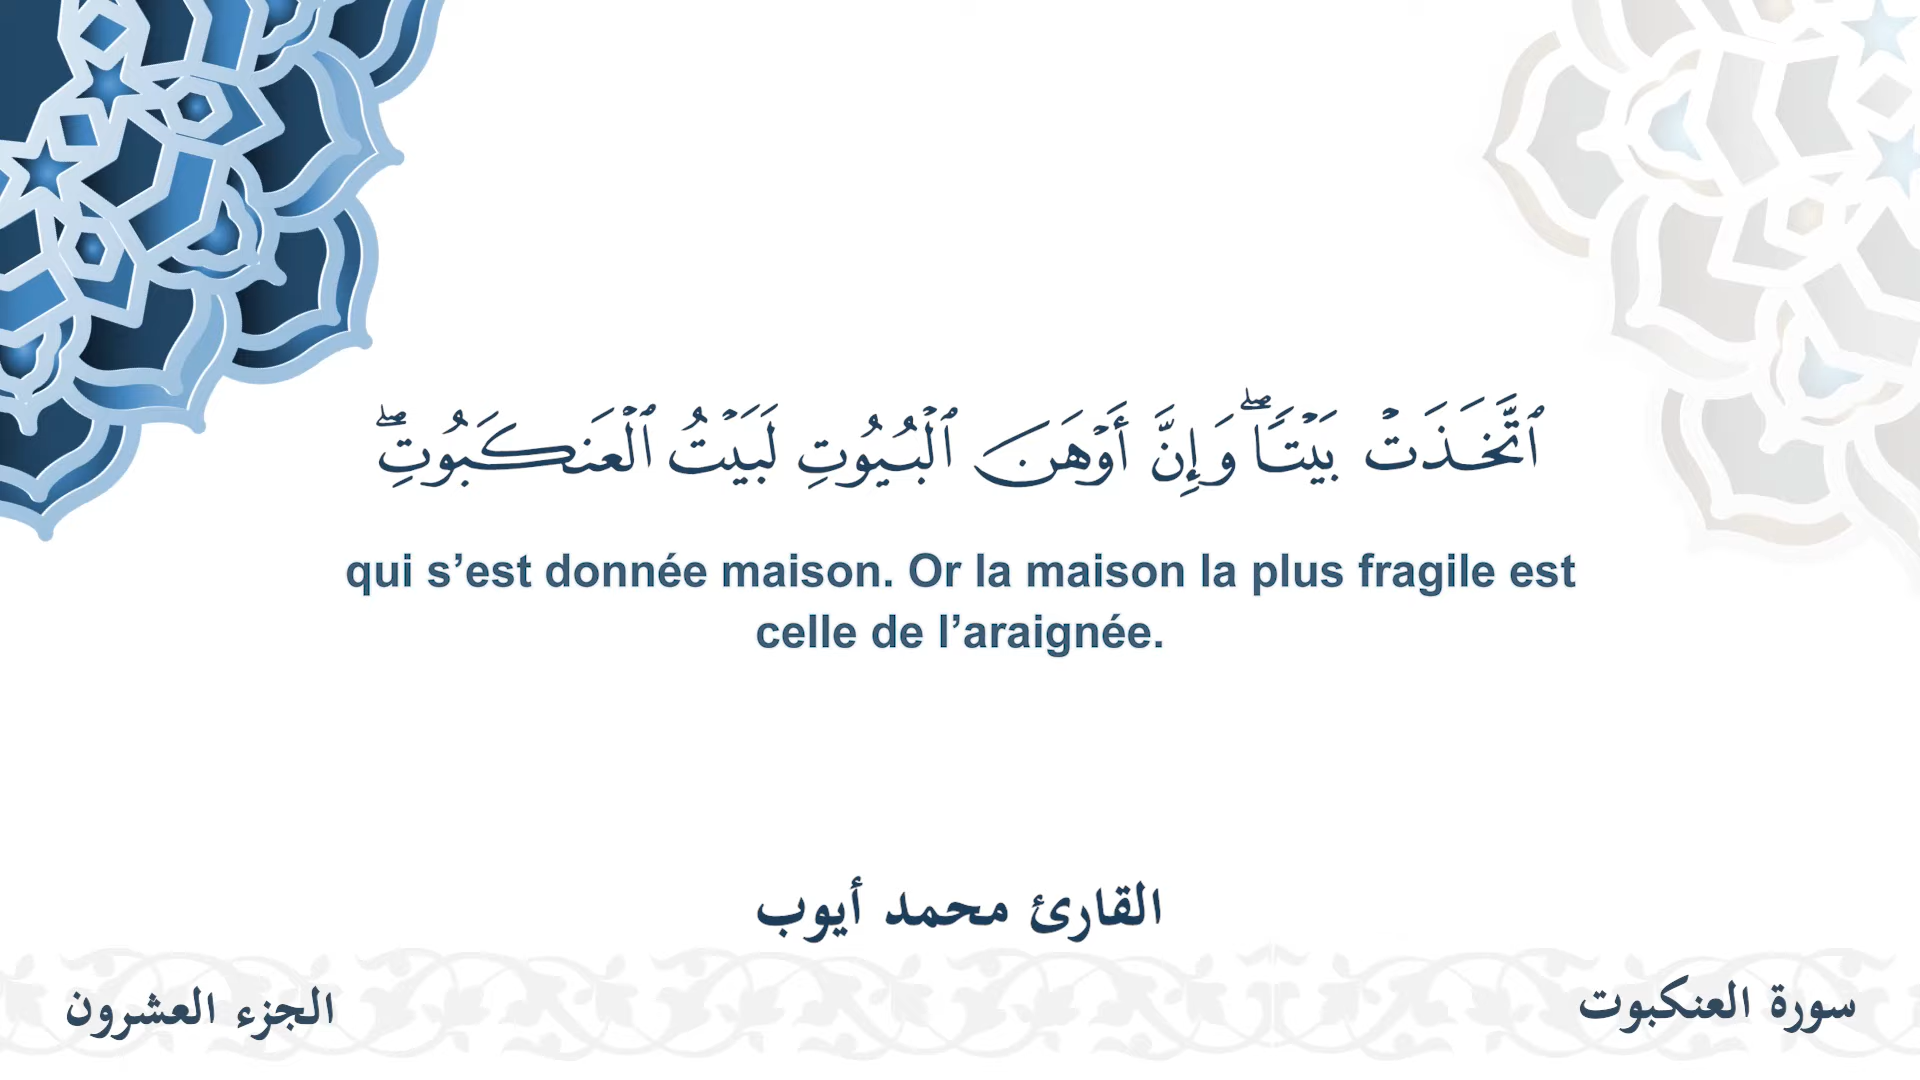 ٱتَّخَذَتۡ بَيۡتٗاۖ وَإِنَّ أَوۡهَنَ ٱلۡبُيُوتِ لَبَيۡتُ ٱلۡعَنكَبُوتِۖ
qui s’est donnée maison. Or la maison la plus fragile est
celle de l’araignée.
القارئ محمد أيوب
سورة العنكبوت
الجزء العشرون